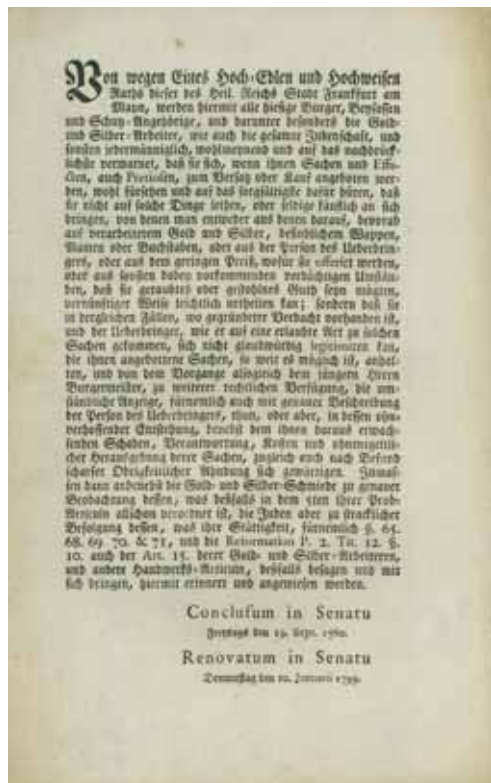 Von wegen Eines Hoch-Edlen und Hochweisen
Raths dieser des Heil. Reichs Stadt Franckfurt am
Mayn, werden hiermit alle hiesige Burger, Beysassen
und Schutz-Angehörige, und darunter besonders die Gold-
und Silber-Arbeiter, wie auch die gesamte Judenschaft, und
sonsten jedermänniglich, wohlmeynend und auf das nachdrück-
lichste verwarnet, daß sie sich, wenn ihnen Sachen und Effe-
cten, auch Pretiosen, zum Versatz oder Kauf angeboten wer-
den, wohl fürsehen und auf das sorgfältigste dafür hüten, daß
sie nicht auf solche Dinge leihen, oder selbige käuflich an sich
bringen, von denen man entweder aus denen darauf, bevorab
auf verarbeitetem Gold und Silber, befindlichem Wappen,
Namen oder Buchstaben, oder aus der Person des Ueberbrin-
gers, oder aus dem geringen Preiß, wofür sie offerirt werden,
oder aus sonsten dabey vorkommenden verdächtigen Umstän-
den, daß sie geraubtes oder gestohlnes Guth seyn mögten,
vernünftiger Weise leichtlich urtheilen kan; sondern daß sie
in dergleichen Fällen, wo gegründeter Verdacht vorhanden ist,
und der Ueberbringer, wie er auf eine erlaubte Art zu solchen
Sachen gekommen, sich nicht glaubwürdig legitimiren kan,
die ihnen angebottene Sachen, so weit es möglich ist, anhal-
ten, und von dem Vorgange alsogleich dem jüngern Herrn
Burgermeister, zu weiterer rechtlichen Verfügung, die um-
ständliche Anzeige, fürnemlich auch mit genauer Beschreibung
der Person des Ueberbringers, thun, oder aber, in dessen ohn-
verhoffender Entstehung, benebst dem ihnen daraus erwach-
senden Schaden, Verantwortung, Kosten und ohnentgeltli-
cher Herausgebung derer Sachen, zugleich auch nach Befund
scharfer Obrigkeitlicher Ahndung sich gewärtigen. Inmas-
sen dann anbenebst die Gold- und Silber-Schmiede zu genauer
Beobachtung dessen, was deßfalls in dem 5ten ihrer Prob-
Articuln allschon verordnet ist, die Juden aber zu stracklicher
Befolgung dessen, was ihre Stättigkeit, fürnemlich §. 65.
68. 69. 70. & 71, und die Reformation P. 2. Tit. 12. §.
10. auch der Art. 15. derer Gold- und Silber-Arbeiteren,
und andere Handwerks-Articuln, deßfalls besagen und mit
sich bringen, hiermit erinnert und angewiesen werden.
Conclusum in Senatu
Freytags den 19. Sept. 1760.
Renovatum in Senatu
Donnerstag den 10. Januarii 1799.